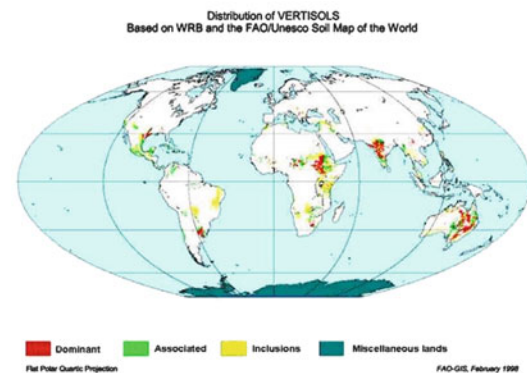 Distribution of VERTISOLS
Based on WRB and the FAO/Unesco Soil Map of the World
Dominant
Associated
Inclusions
Miscellaneous lands
Flat Polar Quartic Projection
FAO-GIS, February 1998